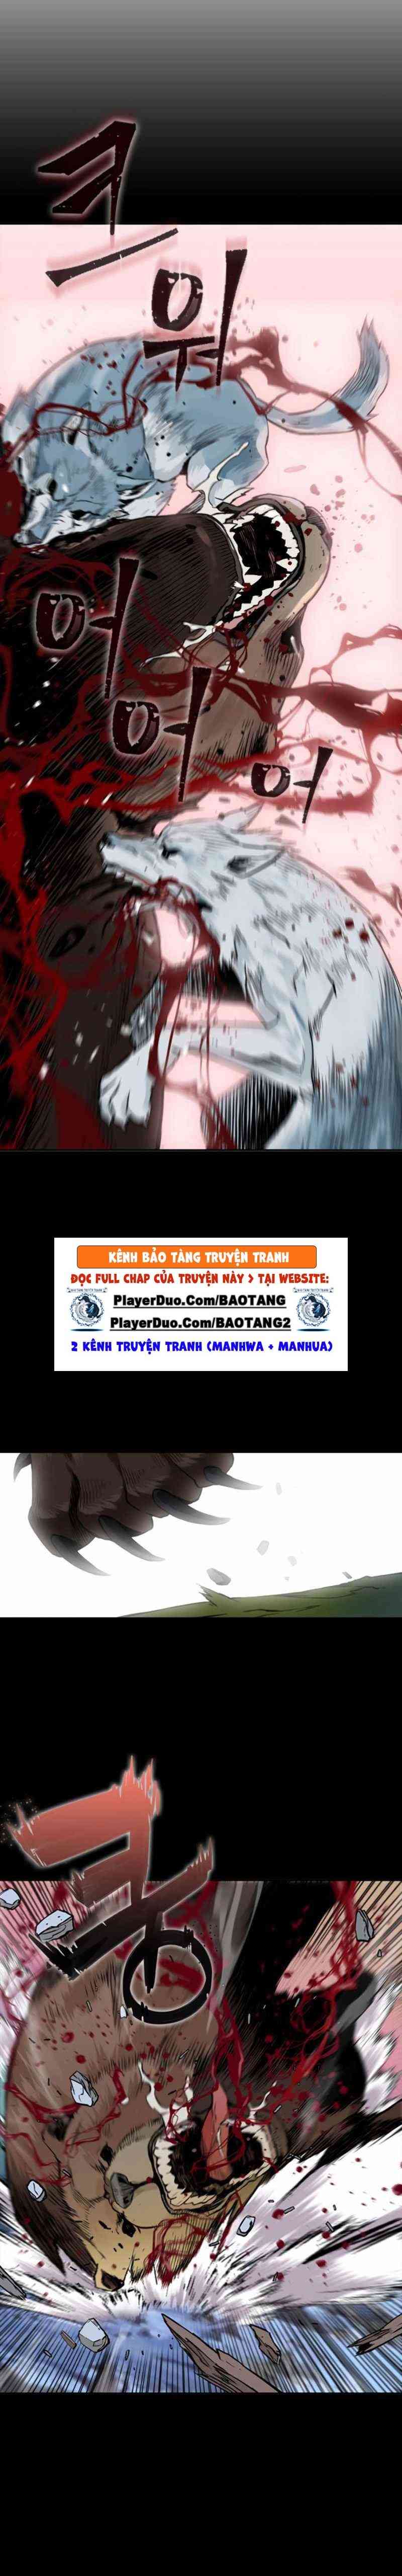 크
워
어
어
어
KÊNH BẢO TÀNG TRUYỆN TRANH
ĐỌC FULL CHAP CỦA TRUYỆN NÀY > TẠI WEBSITE:
PlayerDuo.Com/BAOTANG
PlayerDuo.Com/BAOTANG2
2 KÊNH TRUYỆN TRANH (MANHWA + MANHUA)
쿵